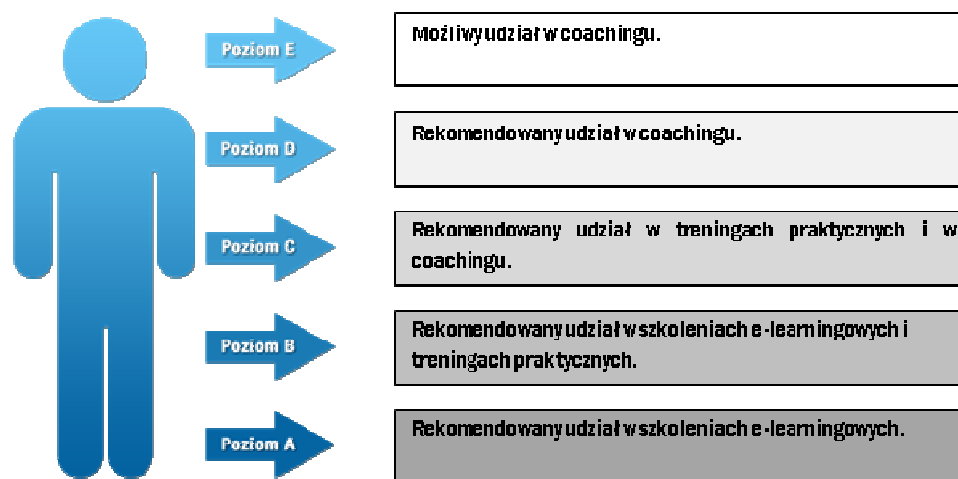 Poziom E
Możliwy udział w coachingu.
Poziom D
Rekomendowany udział w coachingu.
Poziom C
Rekomendowany udział w treningach praktycznych i w
coachingu.
Poziom B
Rekomendowany udział w szkoleniach e-learningowych i
treningach praktycznych.
Poziom A
Rekomendowany udział w szkoleniach e-learningowych.